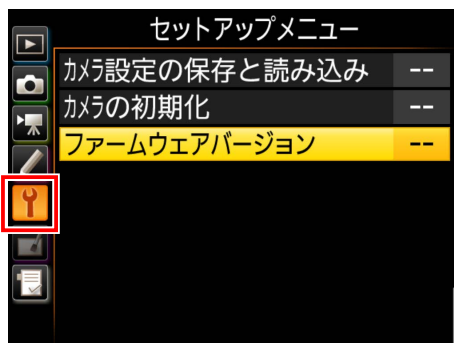 セットアップメニュー
カメラ設定の保存と読み込み --
カメラの初期化 --
ファームウェアバージョン --